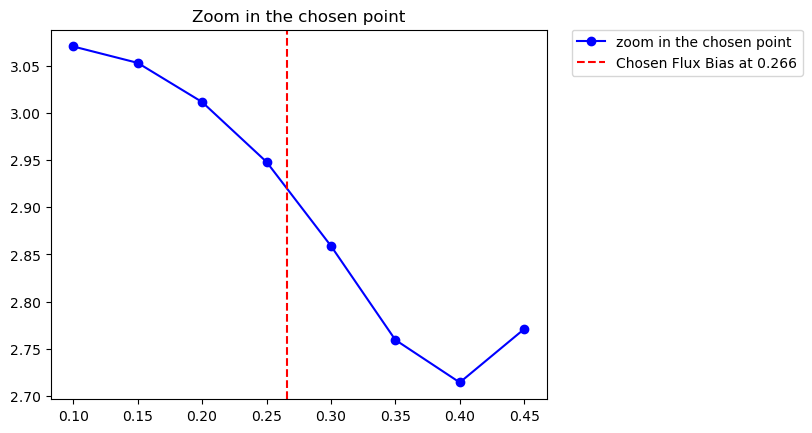 Zoom in the chosen point
zoom in the chosen point
Chosen Flux Bias at 0.266
3.05
3.00
2.95
2.90
2.85
2.80
2.75
2.70
0.10 0.15 0.20 0.25 0.30 0.35 0.40 0.45